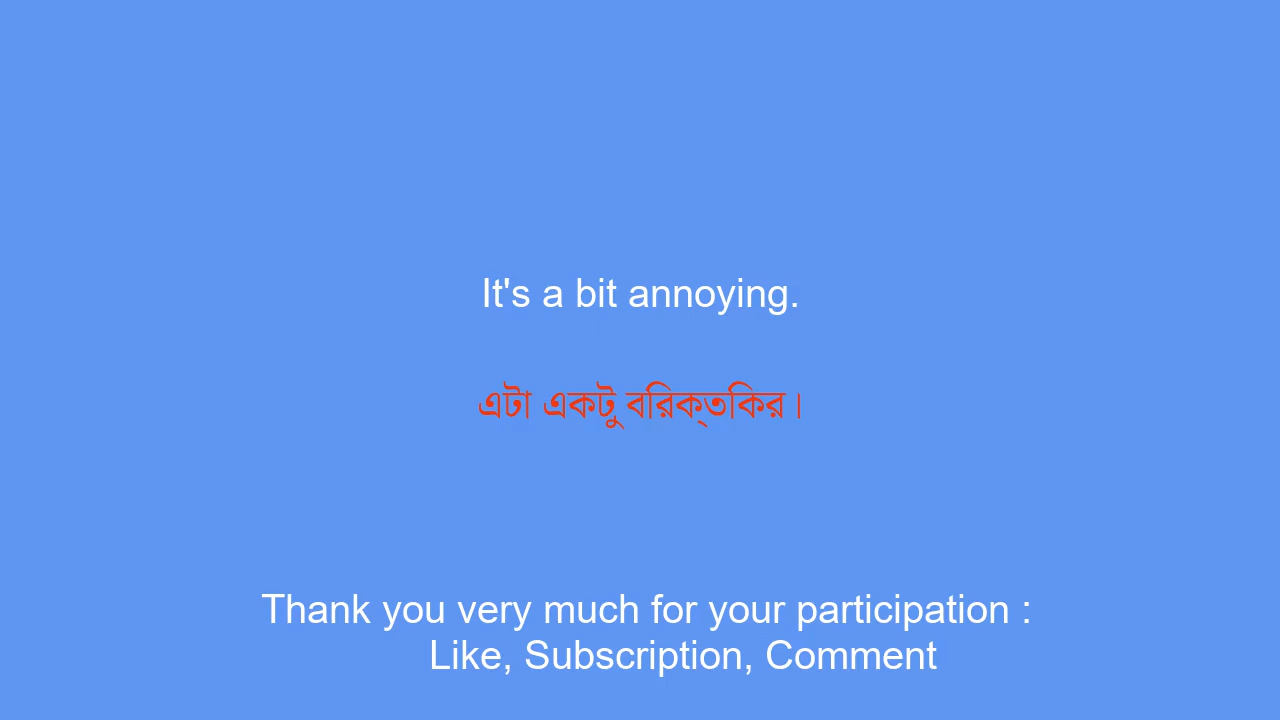 It's a bit annoying.
এটা একটু বিরক্তিকর।
Thank you very much for your participation :
Like, Subscription, Comment